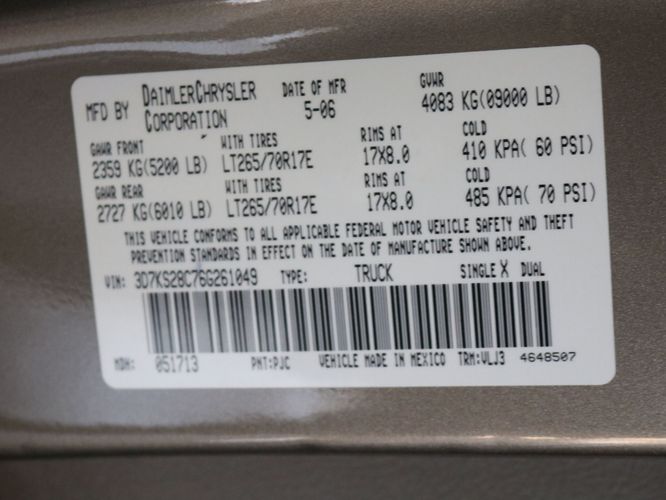 MFD BY DAIMLERCHRYSLER CORPORATION DATE OF MFR 5-06 GVWR 4083 KG(09000 LB)
GAWR FRONT WITH TIRES RIMS AT COLD
2359 KG(5200 LB) LT265/70R17E 17X8.0 410 KPA( 60 PSI)
GAWR REAR WITH TIRES RIMS AT COLD
2727 KG(6010 LB) LT265/70R17E 17X8.0 485 KPA( 70 PSI)
THIS VEHICLE CONFORMS TO ALL APPLICABLE FEDERAL MOTOR VEHICLE SAFETY AND THEFT
PREVENTION STANDARDS IN EFFECT ON THE DATE OF MANUFACTURE SHOWN ABOVE.
VIN: 3D7KS28C76G261049 TYPE: TRUCK SINGLE X DUAL
MDH: 051713 PNT:PJC VEHICLE MADE IN MEXICO TRM:VLJ3 4648507